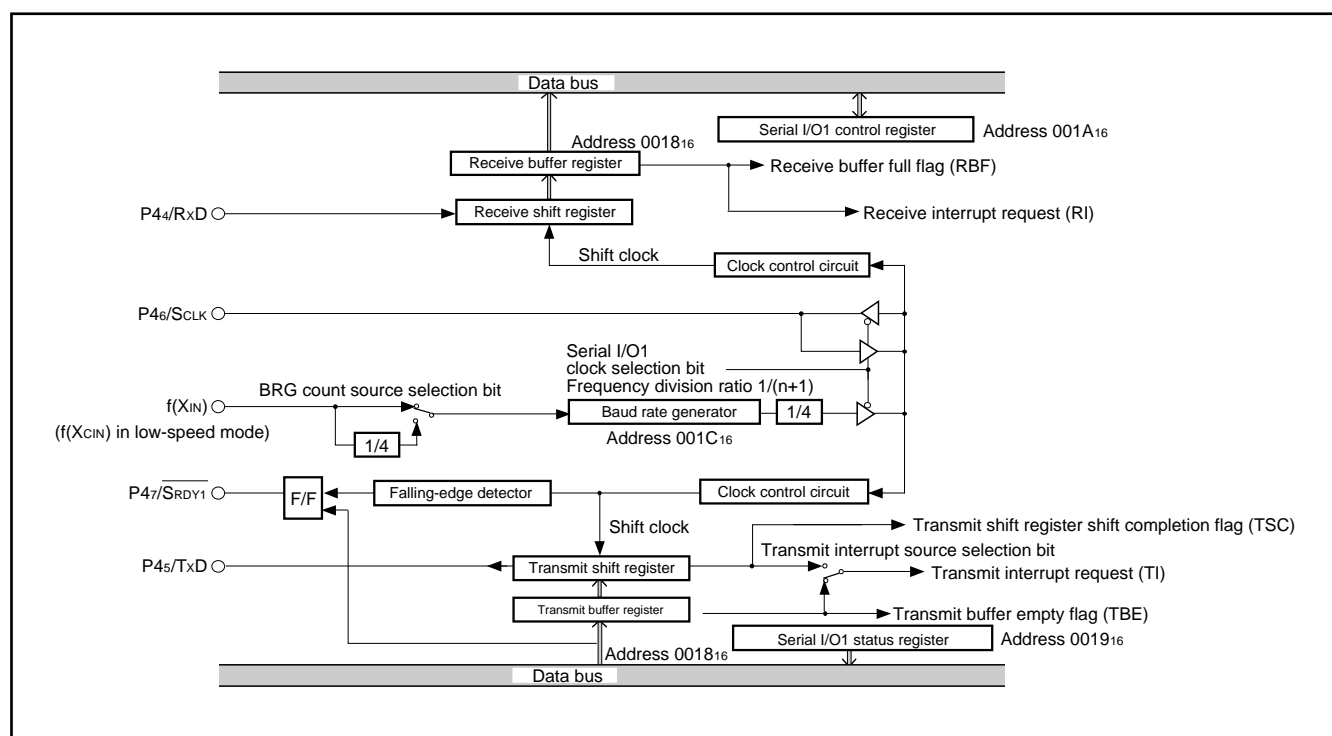 Data bus
Serial I/O1 control register
Address 001A16
Address 001816
Receive buffer register
Receive buffer full flag (RBF)
P44/RXD
Receive shift register
Receive interrupt request (RI)
Shift clock
Clock control circuit
P46/SCLK
Serial I/O1
clock selection bit
Frequency division ratio 1/(n+1)
BRG count source selection bit
f(XIN)
Baud rate generator
1/4
(f(XCIN) in low-speed mode)
1/4
Address 001C16
P47/SRDY1
F/F
Falling-edge detector
Clock control circuit
Shift clock
Transmit shift register shift completion flag (TSC)
Transmit interrupt source selection bit
P45/TXD
Transmit shift register
Transmit interrupt request (TI)
Transmit buffer register
Transmit buffer empty flag (TBE)
Serial I/O1 status register
Address 001916
Address 001816
Data bus